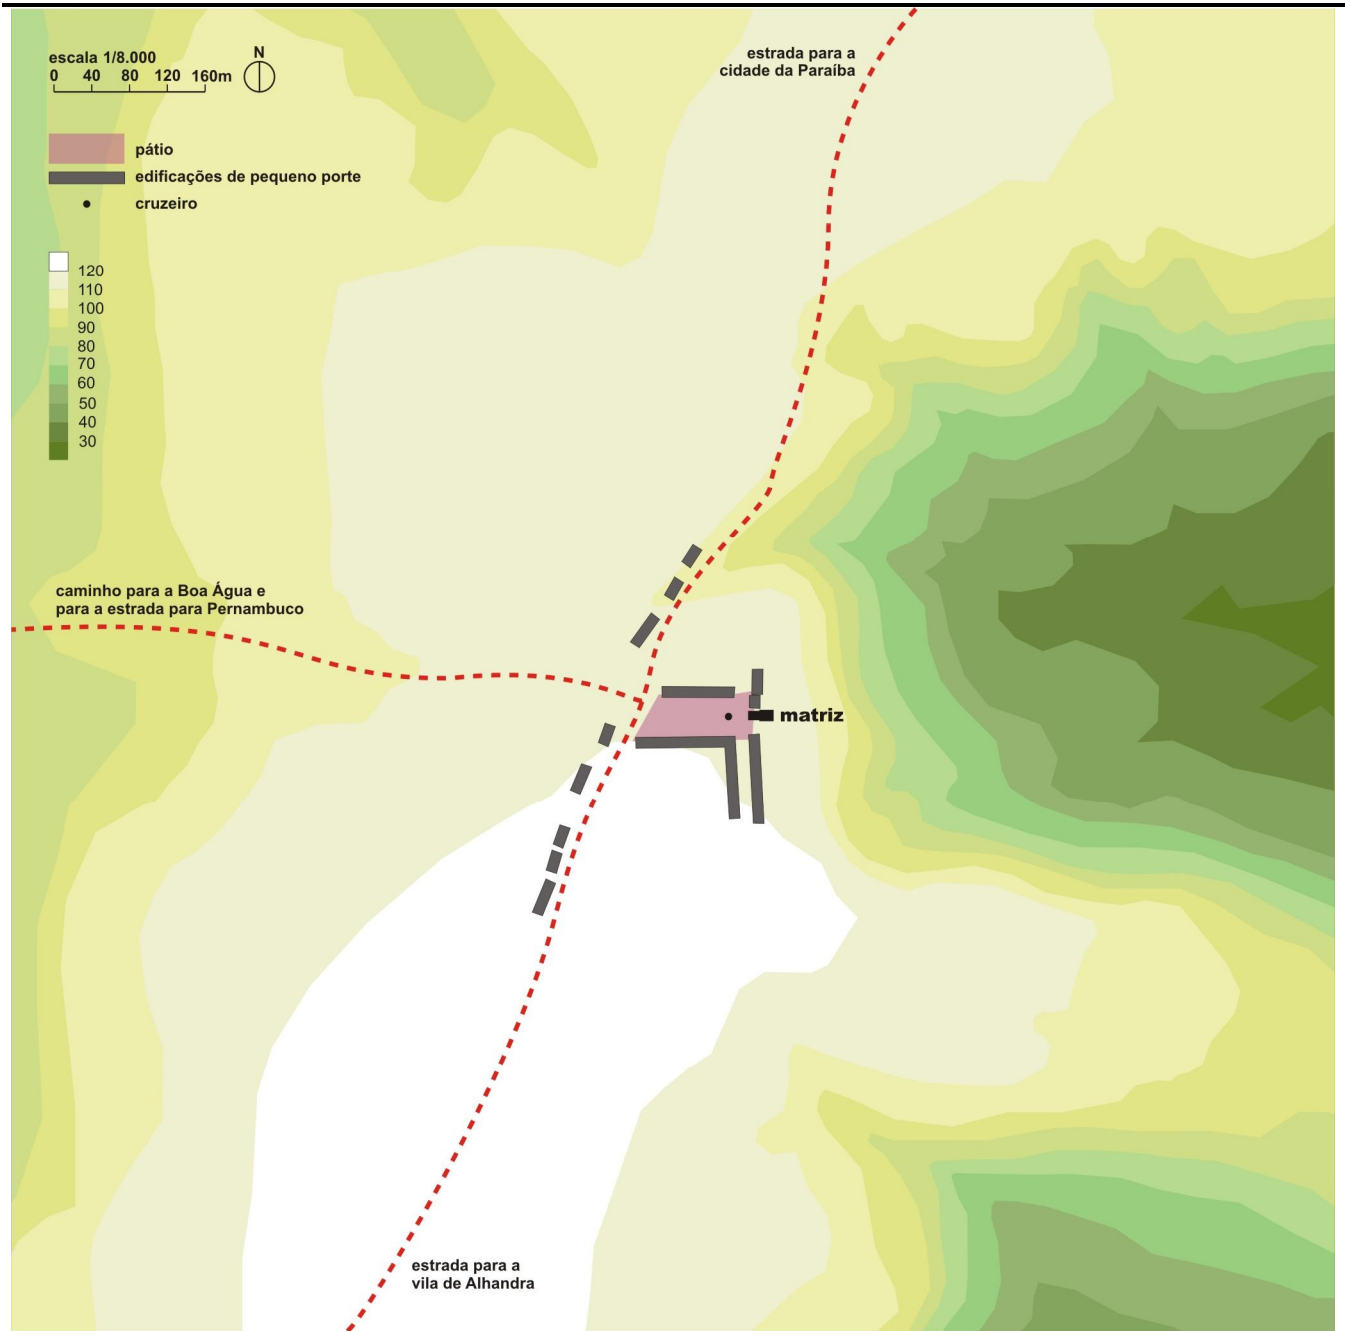 escala 1/8.000
0 40 80 120 160m
N
pátio
edificações de pequeno porte
cruzeiro
120
110
100
90
80
70
60
50
40
30
estrada para a
cidade da Paraíba
caminho para a Boa Água e
para a estrada para Pernambuco
matriz
estrada para a
vila de Alhandra